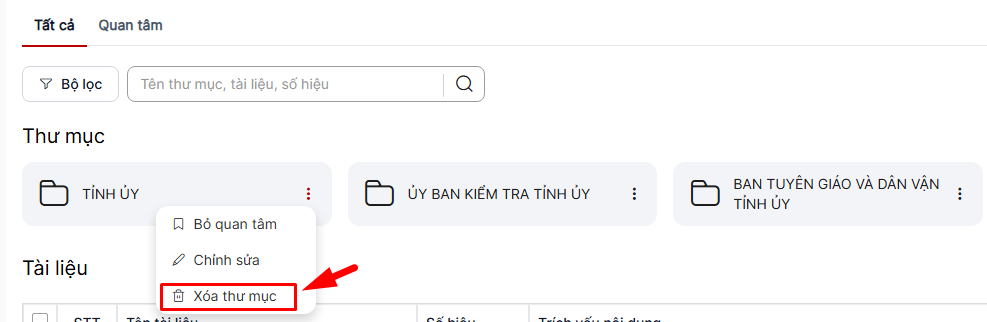 Tất cả Quan tâm
Bộ lọc Tên thư mục, tài liệu, số hiệu
Thư mục
TỈNH ỦY
ỦY BAN KIỂM TRA TỈNH ỦY
BAN TUYÊN GIÁO VÀ DÂN VẬN
TỈNH ỦY
Bỏ quan tâm
Chỉnh sửa
Tài liệu
Xóa thư mục
STT Tên tài liệu Số hiệu Trích yếu nội dung